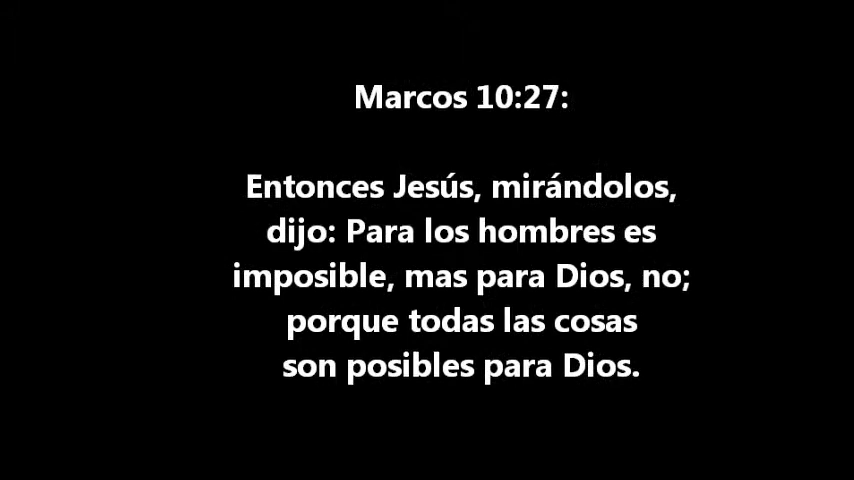 Marcos 10:27:
Entonces Jesús, mirándolos,
dijo: Para los hombres es
imposible, mas para Dios, no;
porque todas las cosas
son posibles para Dios.